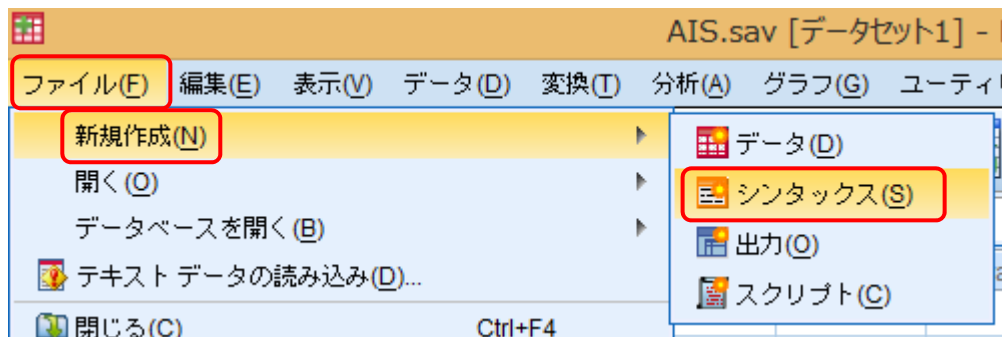 AIS.sav [データセット1] -
ファイル(F) 編集(E) 表示(V) データ(D) 変換(T) 分析(A) グラフ(G) ユーティ
新規作成(N)
開く(O)
データベースを開く(B)
テキスト データの読み込み(D)...
閉じる(C) Ctrl+F4
データ(D)
シンタックス(S)
出力(O)
スクリプト(C)